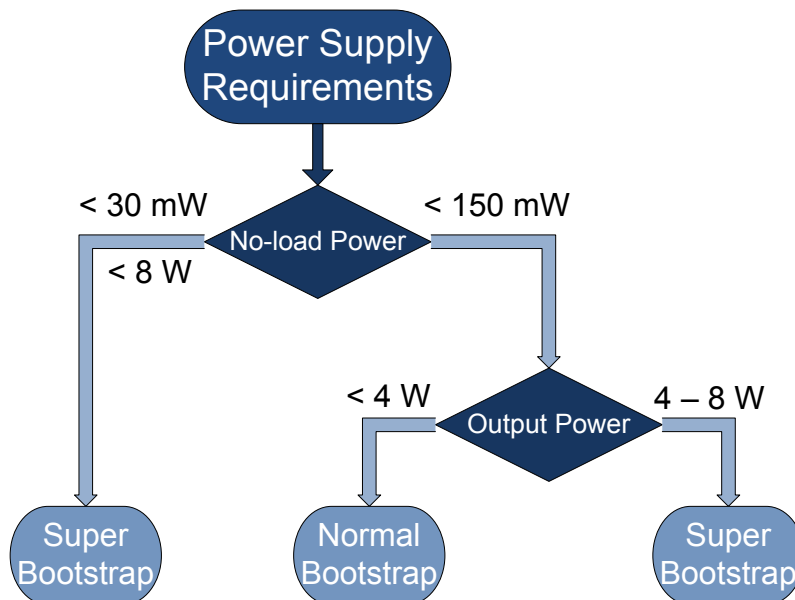 Power Supply
Requirements
< 30 mW
< 150 mW
No-load Power
< 8 W
< 4 W
4 – 8 W
Output Power
Super
Bootstrap
Normal
Bootstrap
Super
Bootstrap